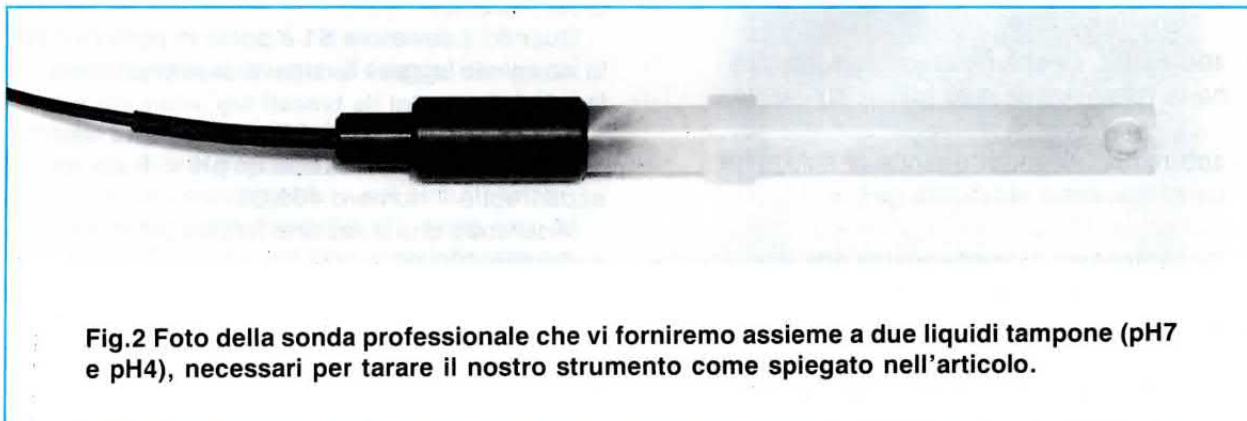 Fig.2 Foto della sonda professionale che vi forniremo assieme a due liquidi tampone (pH7
e pH4), necessari per tarare il nostro strumento come spiegato nell'articolo.